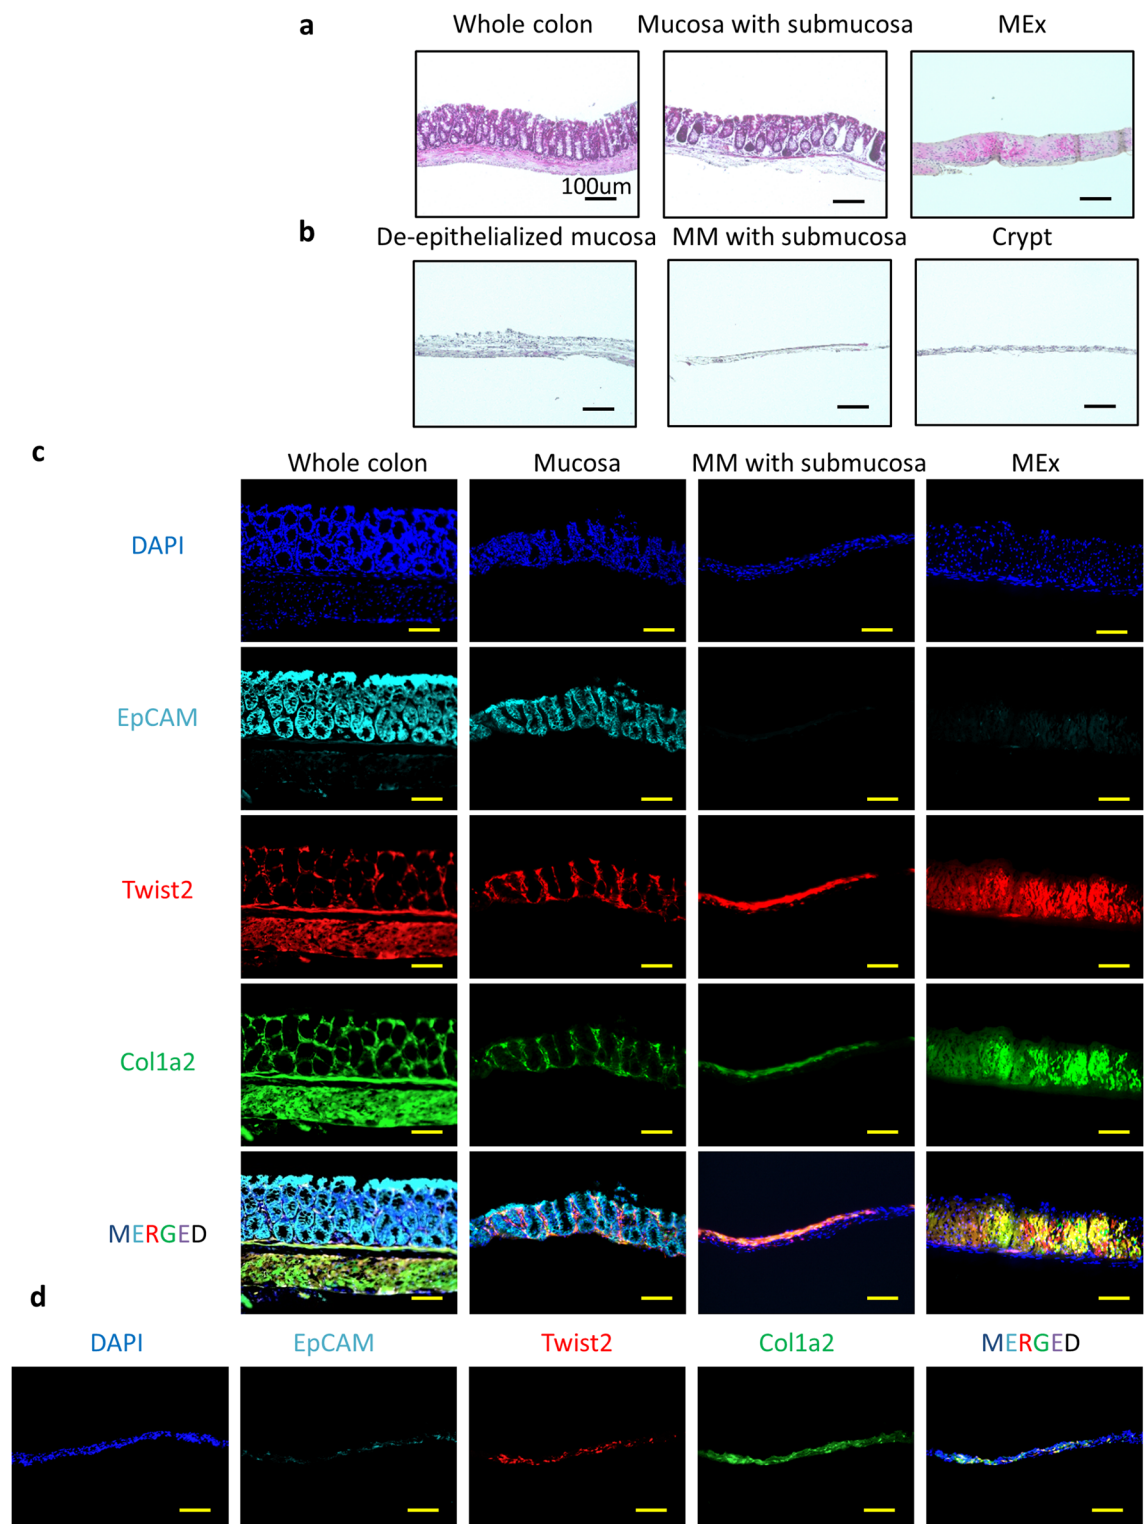 a
Whole colon
Mucosa with submucosa
MEx
100um
b
De-epithelialized mucosa
MM with submucosa
Crypt
c
Whole colon
Mucosa
MM with submucosa
MEx
DAPI
EpCAM
Twist2
Col1a2
MERGED
d
DAPI
EpCAM
Twist2
Col1a2
MERGED